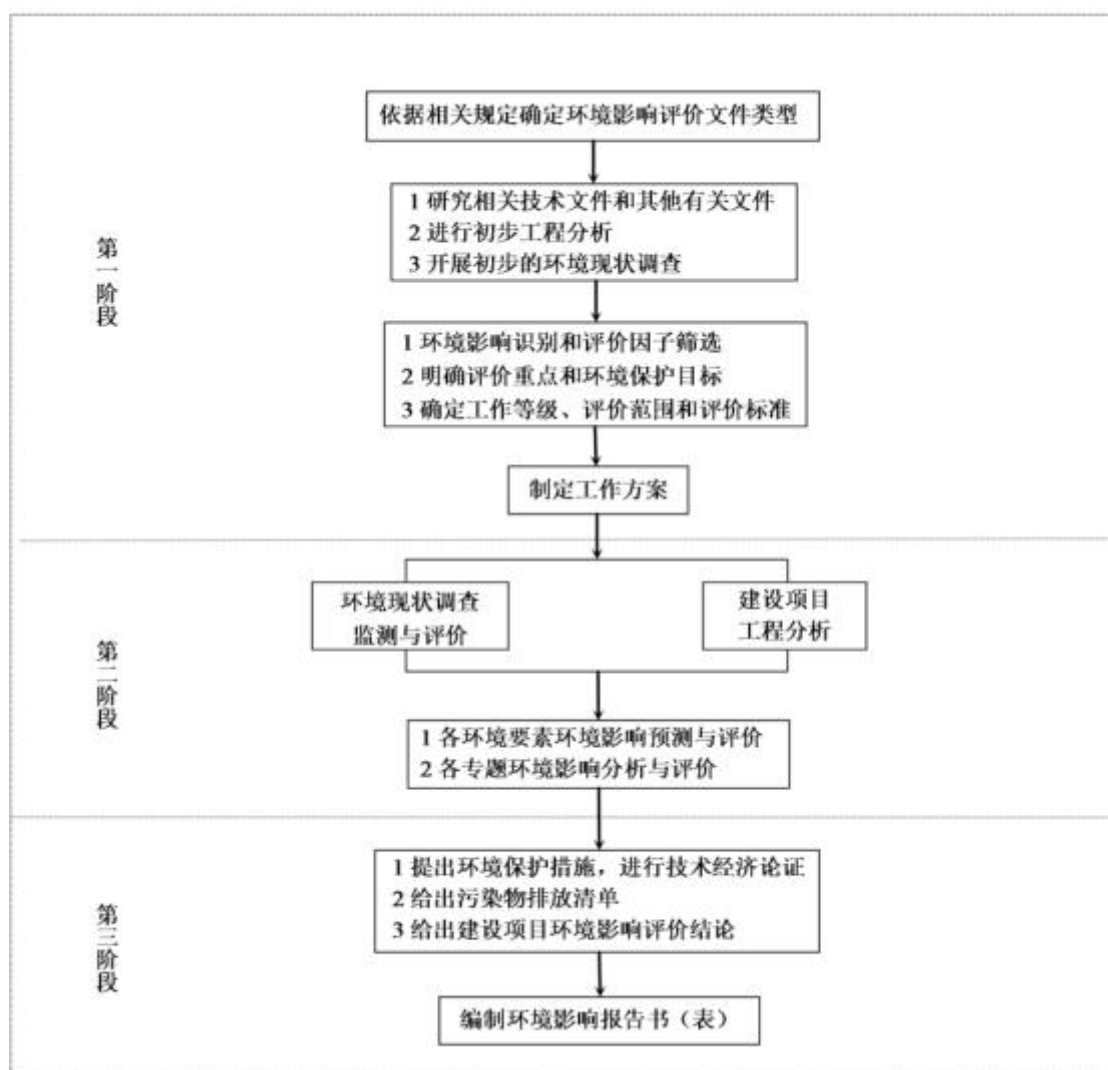 依据相关规定确定环境影响评价文件类型
1 研究相关技术文件和其他有关文件
2 进行初步工程分析
3 开展初步的环境现状调查
第一阶段
1 环境影响识别和评价因子筛选
2 明确评价重点和环境保护目标
3 确定工作等级、评价范围和评价标准
制定工作方案
环境现状调查
监测与评价
建设项目
工程分析
第二阶段
1 各环境要素环境影响预测与评价
2 各专题环境影响分析与评价
1 提出环境保护措施，进行技术经济论证
2 给出污染物排放清单
3 给出建设项目环境影响评价结论
第三阶段
编制环境影响报告书（表）